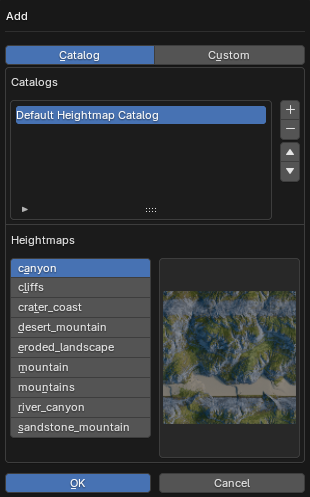 Add
Catalog
Custom
Catalogs
Default Heightmap Catalog
Heightmaps
canyon
cliffs
crater_coast
desert_mountain
eroded_landscape
mountain
mountains
river_canyon
sandstone_mountain
OK
Cancel